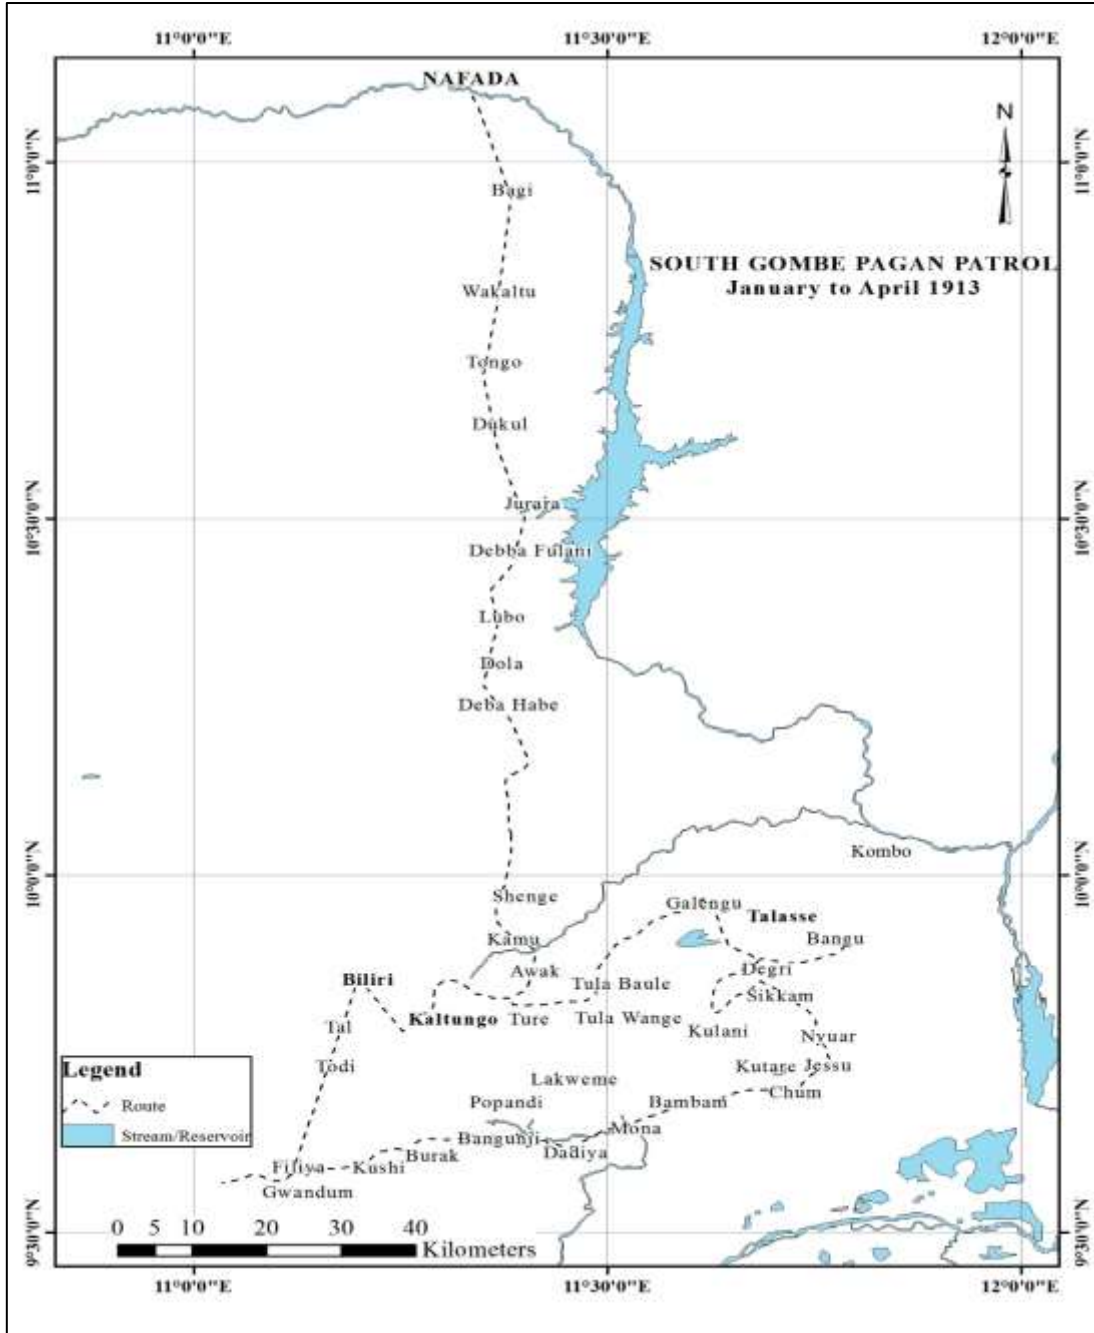 11°0'0"E 11°30'0"E 12°0'0"E
NAFADA
N
11°0'0"N 11°0'0"N
Bagi
SOUTH GOMBE PAGAN PATROL
January to April 1913
Wakaltu
Tongo
Dukul
Jurara
10°30'0"N 10°30'0"N
Debba Fulani
Lubo
Dola
Deba Habe
Kombo
10°0'0"N 10°0'0"N
Shenge
Galengu
Talasse
Kamu
Bangu
Awak
Degri
Biliri
Tula Baule
Sikkam
Kaltungo
Ture
Tula Wange
Kulani
Tal
Nyuar
Todi
Kutare
Jessu
Lakweme
Chum
Popandi
Bambam
Mona
Bangunji
Dadiya
Burak
Filiya
Kushi
Gwandum
Legend
Route
Stream/Reservoir
9°30'0"N 9°30'0"N
0 5 10 20 30 40
Kilometers
11°0'0"E 11°30'0"E 12°0'0"E